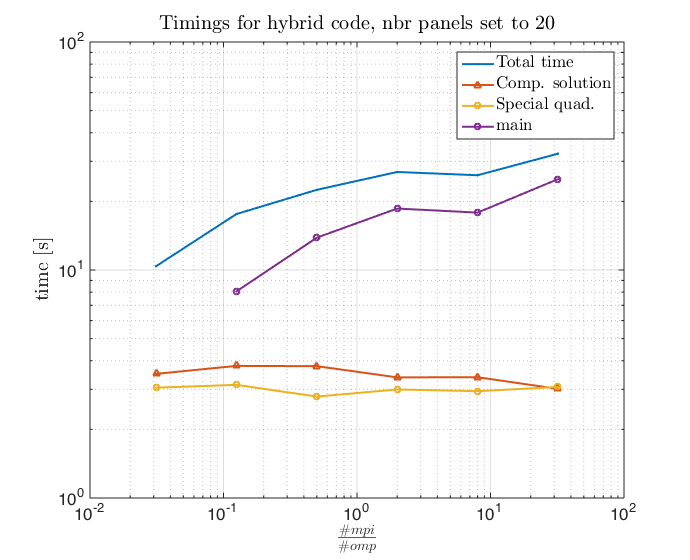 Timings for hybrid code, nbr panels set to 20
10^2
Total time
Comp. solution
Special quad.
main
time [s]
10^1
10^0
10^-2 10^-1 10^0 10^1 10^2
#mpi
#omp